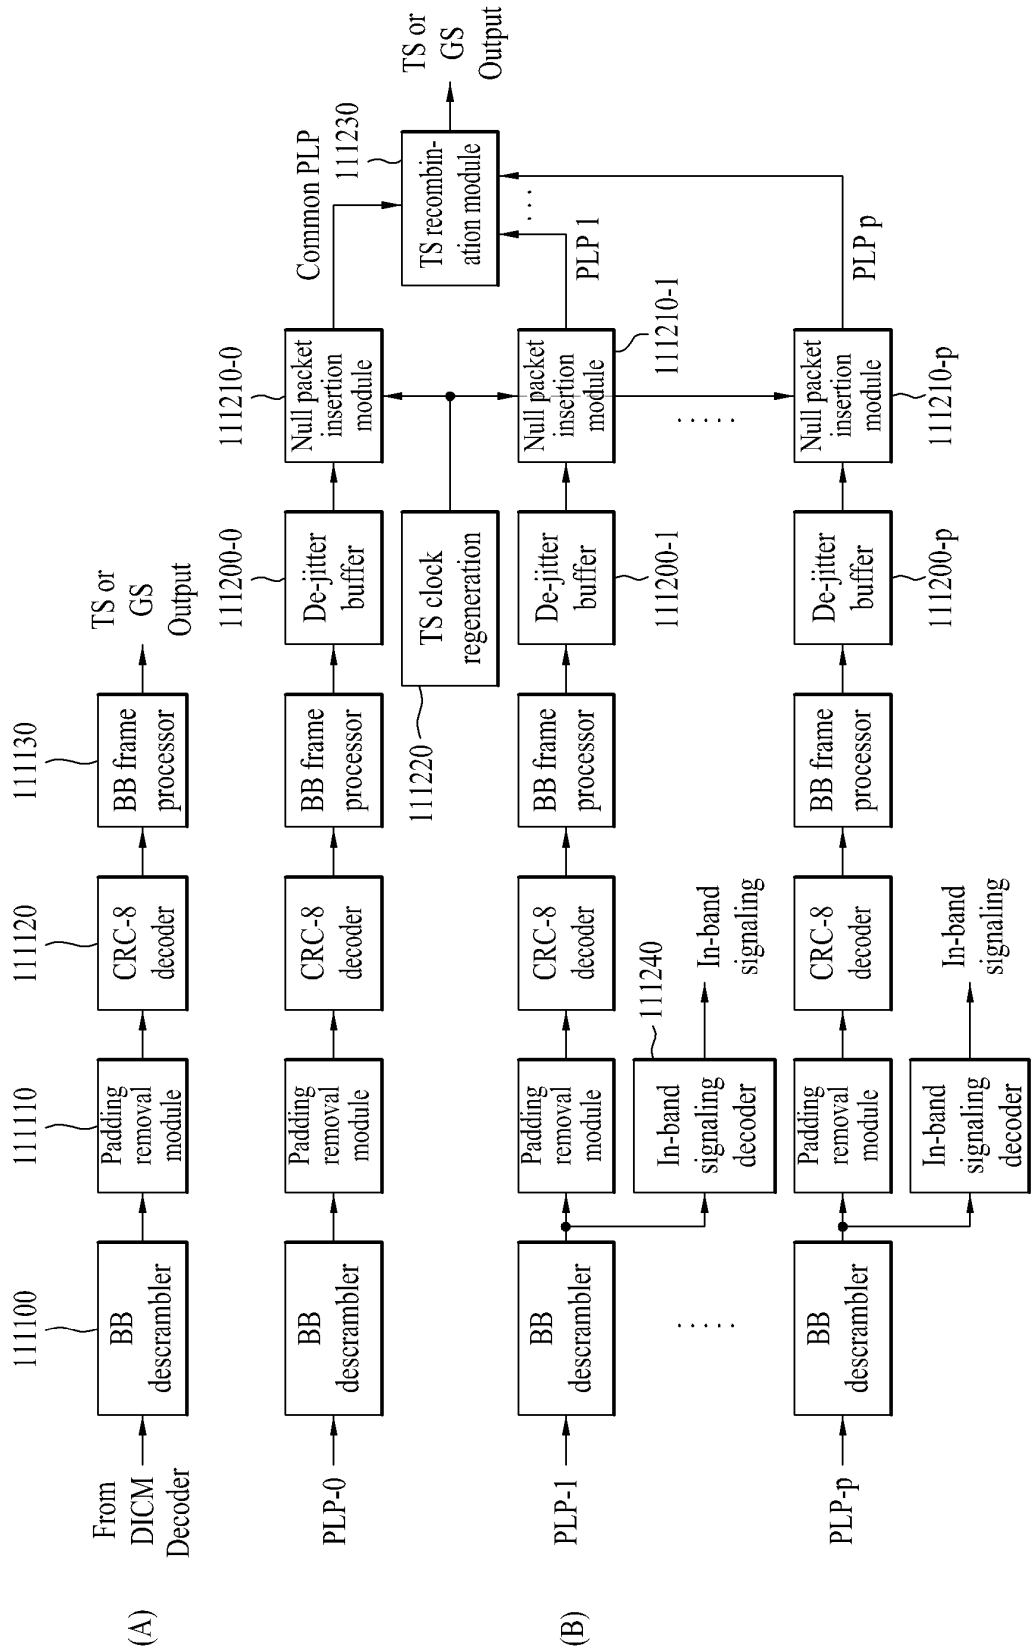 (A)
From
DICM
Decoder
111100
BB
descrambler
111110
Padding
removal
module
111120
CRC-8
decoder
111130
BB frame
processor
TS or
GS
Output
(B)
PLP-0
BB
descrambler
Padding
removal
module
CRC-8
decoder
BB frame
processor
111200-0
De-jitter
buffer
111210-0
Null packet
insertion
module
Common PLP
111220
TS clock
regeneration
111230
TS recombin-
ation module
TS or
GS
Output
PLP-1
BB
descrambler
Padding
removal
module
CRC-8
decoder
BB frame
processor
De-jitter
buffer
111200-1
Null packet
insertion
module
111210-1
PLP 1
.....
111240
In-band
signaling
decoder
In-band
signaling
.....
.....
PLP-p
BB
descrambler
Padding
removal
module
CRC-8
decoder
BB frame
processor
De-jitter
buffer
111200-p
Null packet
insertion
module
111210-p
PLP p
In-band
signaling
decoder
In-band
signaling